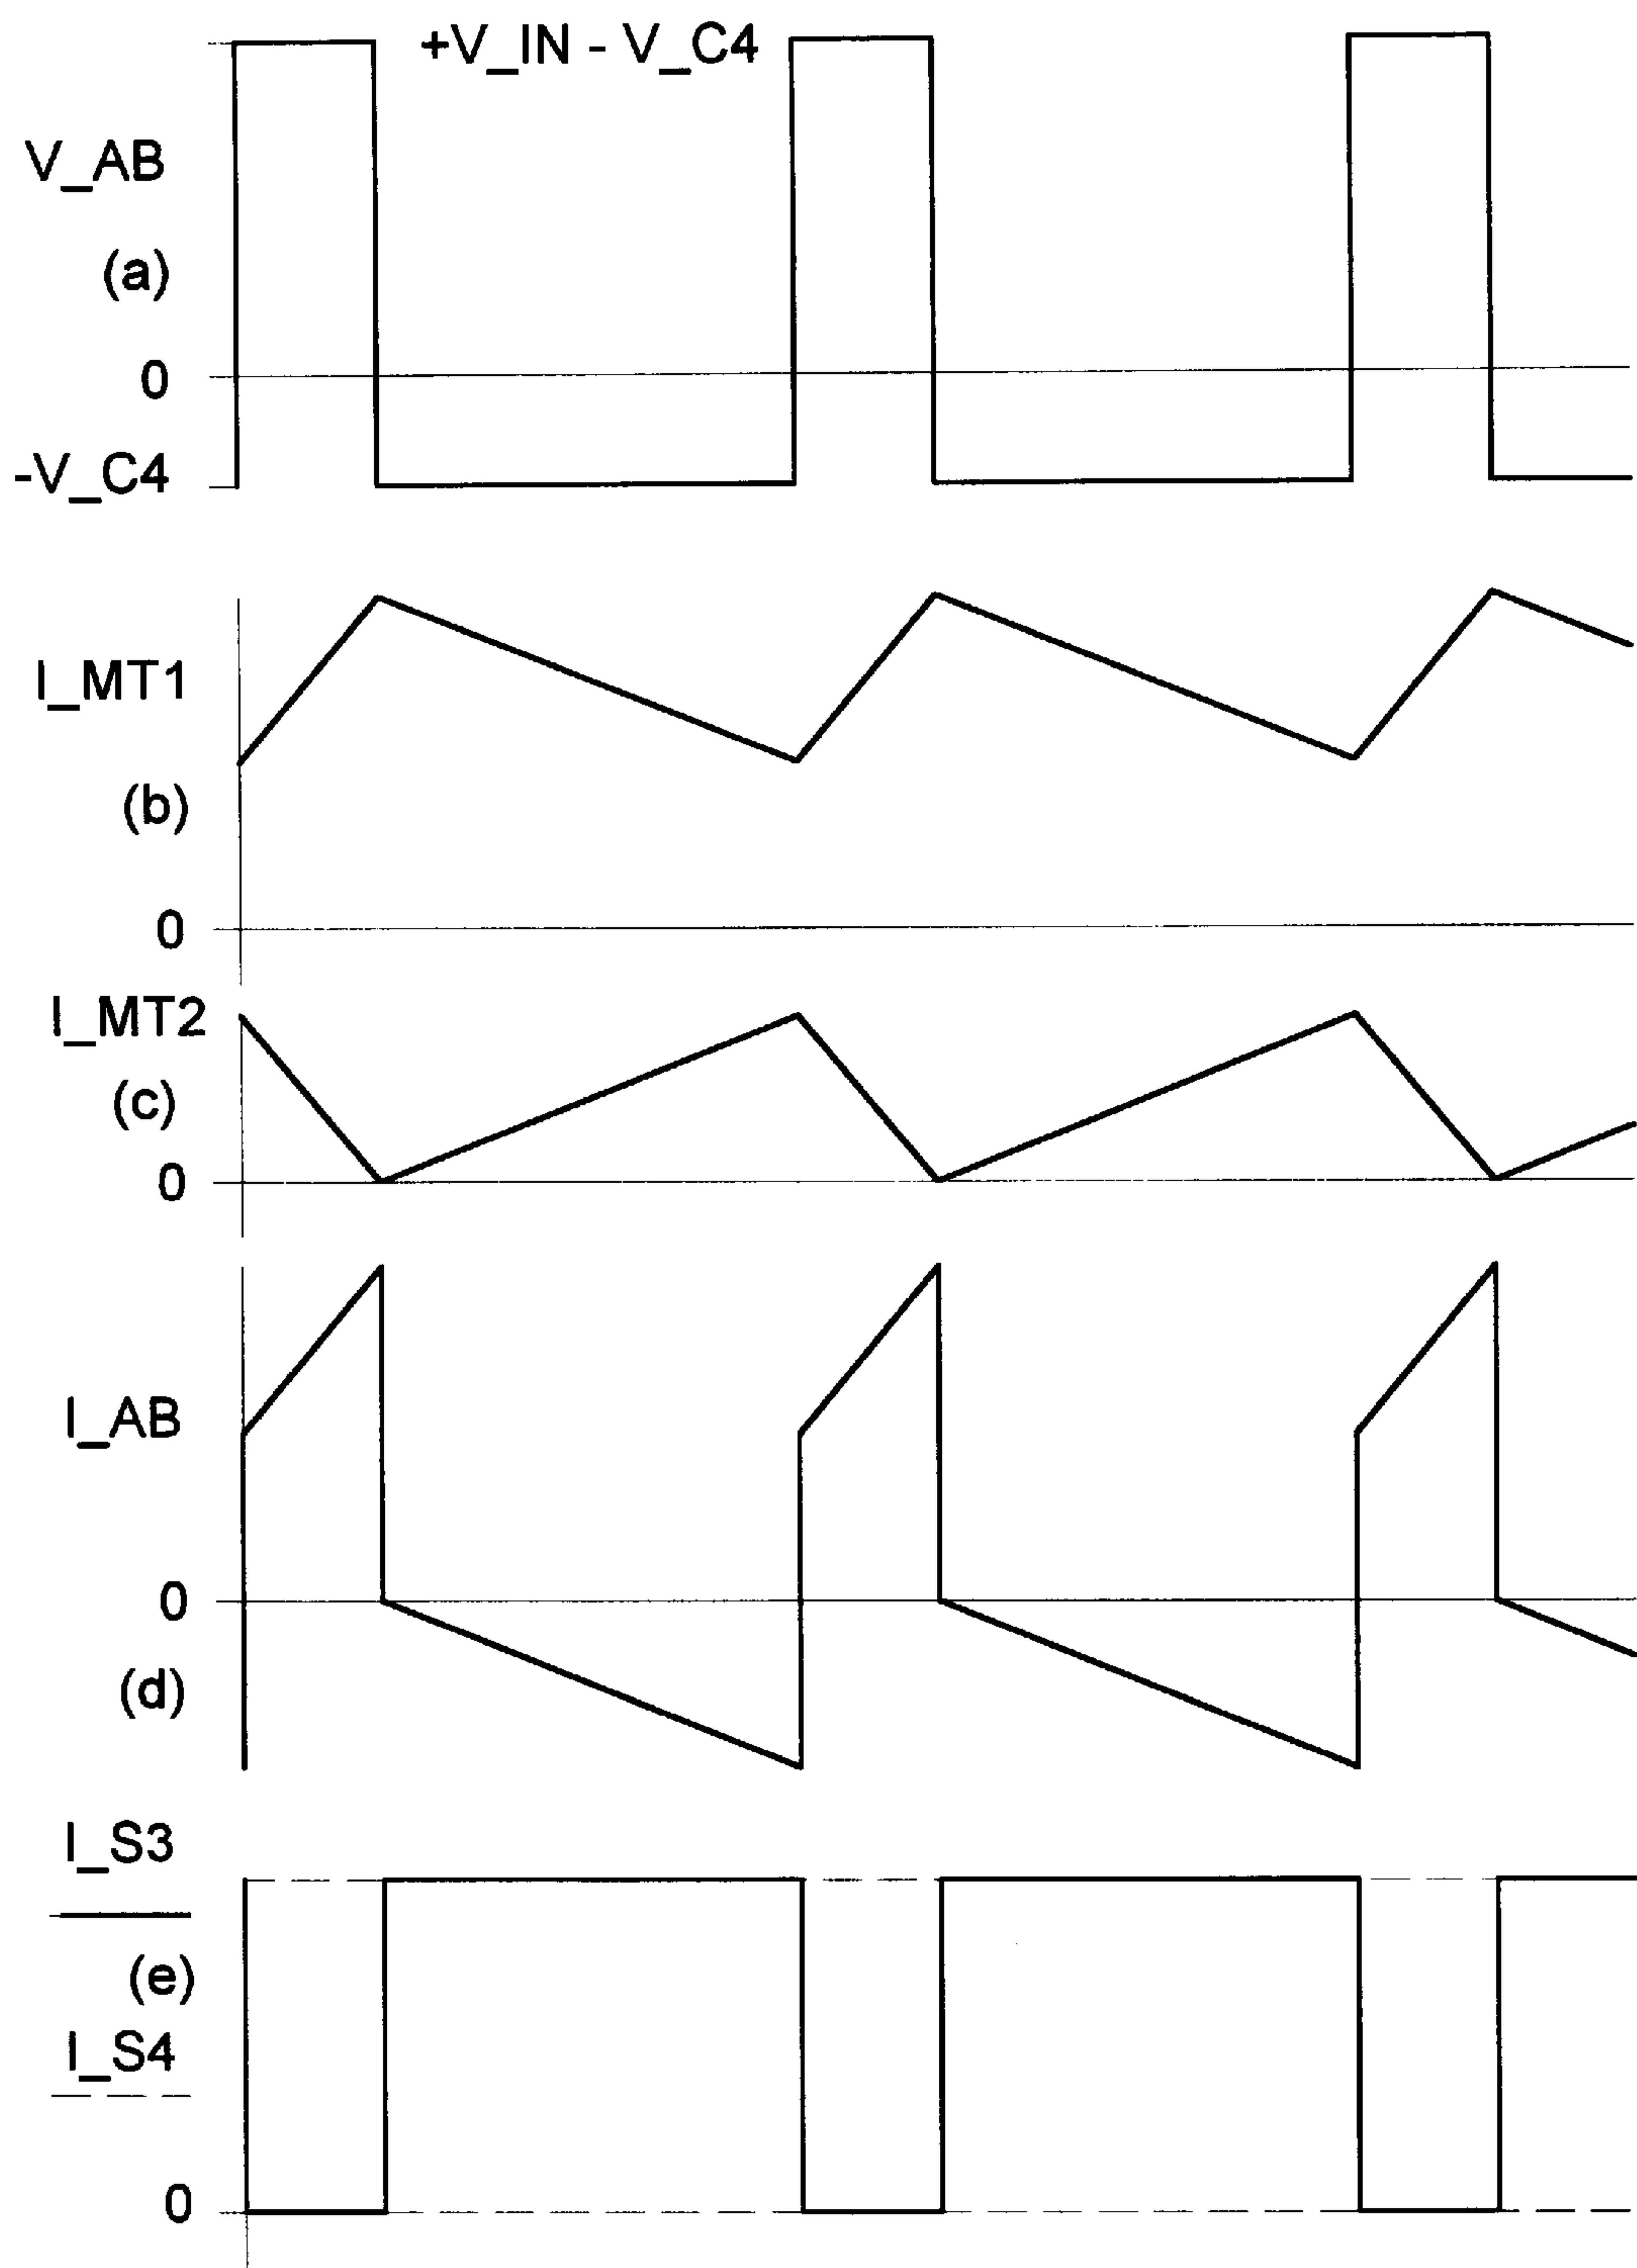 +V_IN - V_C4
V_AB
(a)
0
-V_C4
I_MT1
(b)
0
I_MT2
(c)
0
I_AB
0
(d)
I_S3
(e)
I_S4
0